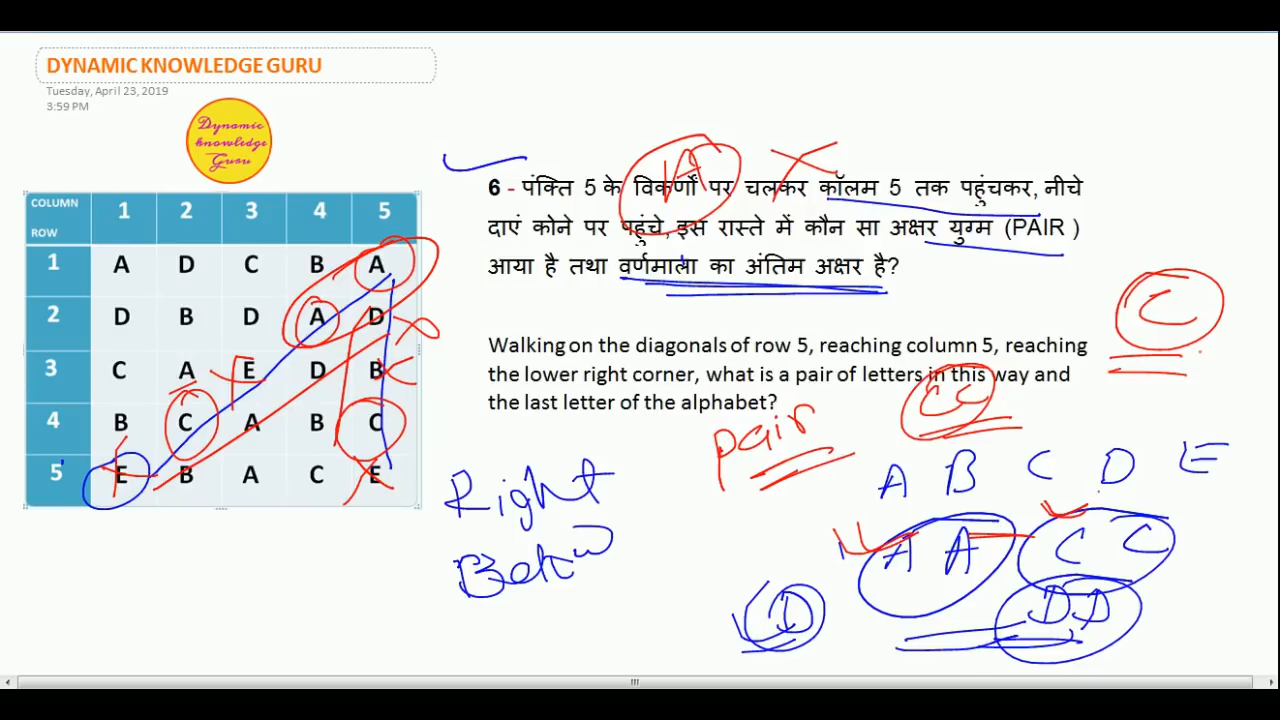 DYNAMIC KNOWLEDGE GURU
Tuesday, April 23, 2019
3:59 PM
Dynamic
knowledge
Guru
COLUMN 1 2 3 4 5
ROW
1 A D C B A
2 D B D A D
3 C A E D B
4 B C A B C
5 E B A C E
6 - पंक्ति 5 के विकर्णों पर चलकर कॉलम 5 तक पहुंचकर, नीचे
दाएं कोने पर पहुंचे, इस रास्ते में कौन सा अक्षर युग्म (PAIR )
आया है तथा वर्णमाला का अंतिम अक्षर है?
Walking on the diagonals of row 5, reaching column 5, reaching
the lower right corner, what is a pair of letters in this way and
the last letter of the alphabet?
A
C
CC
pair
A B C D E
Right
A A C C
D D D